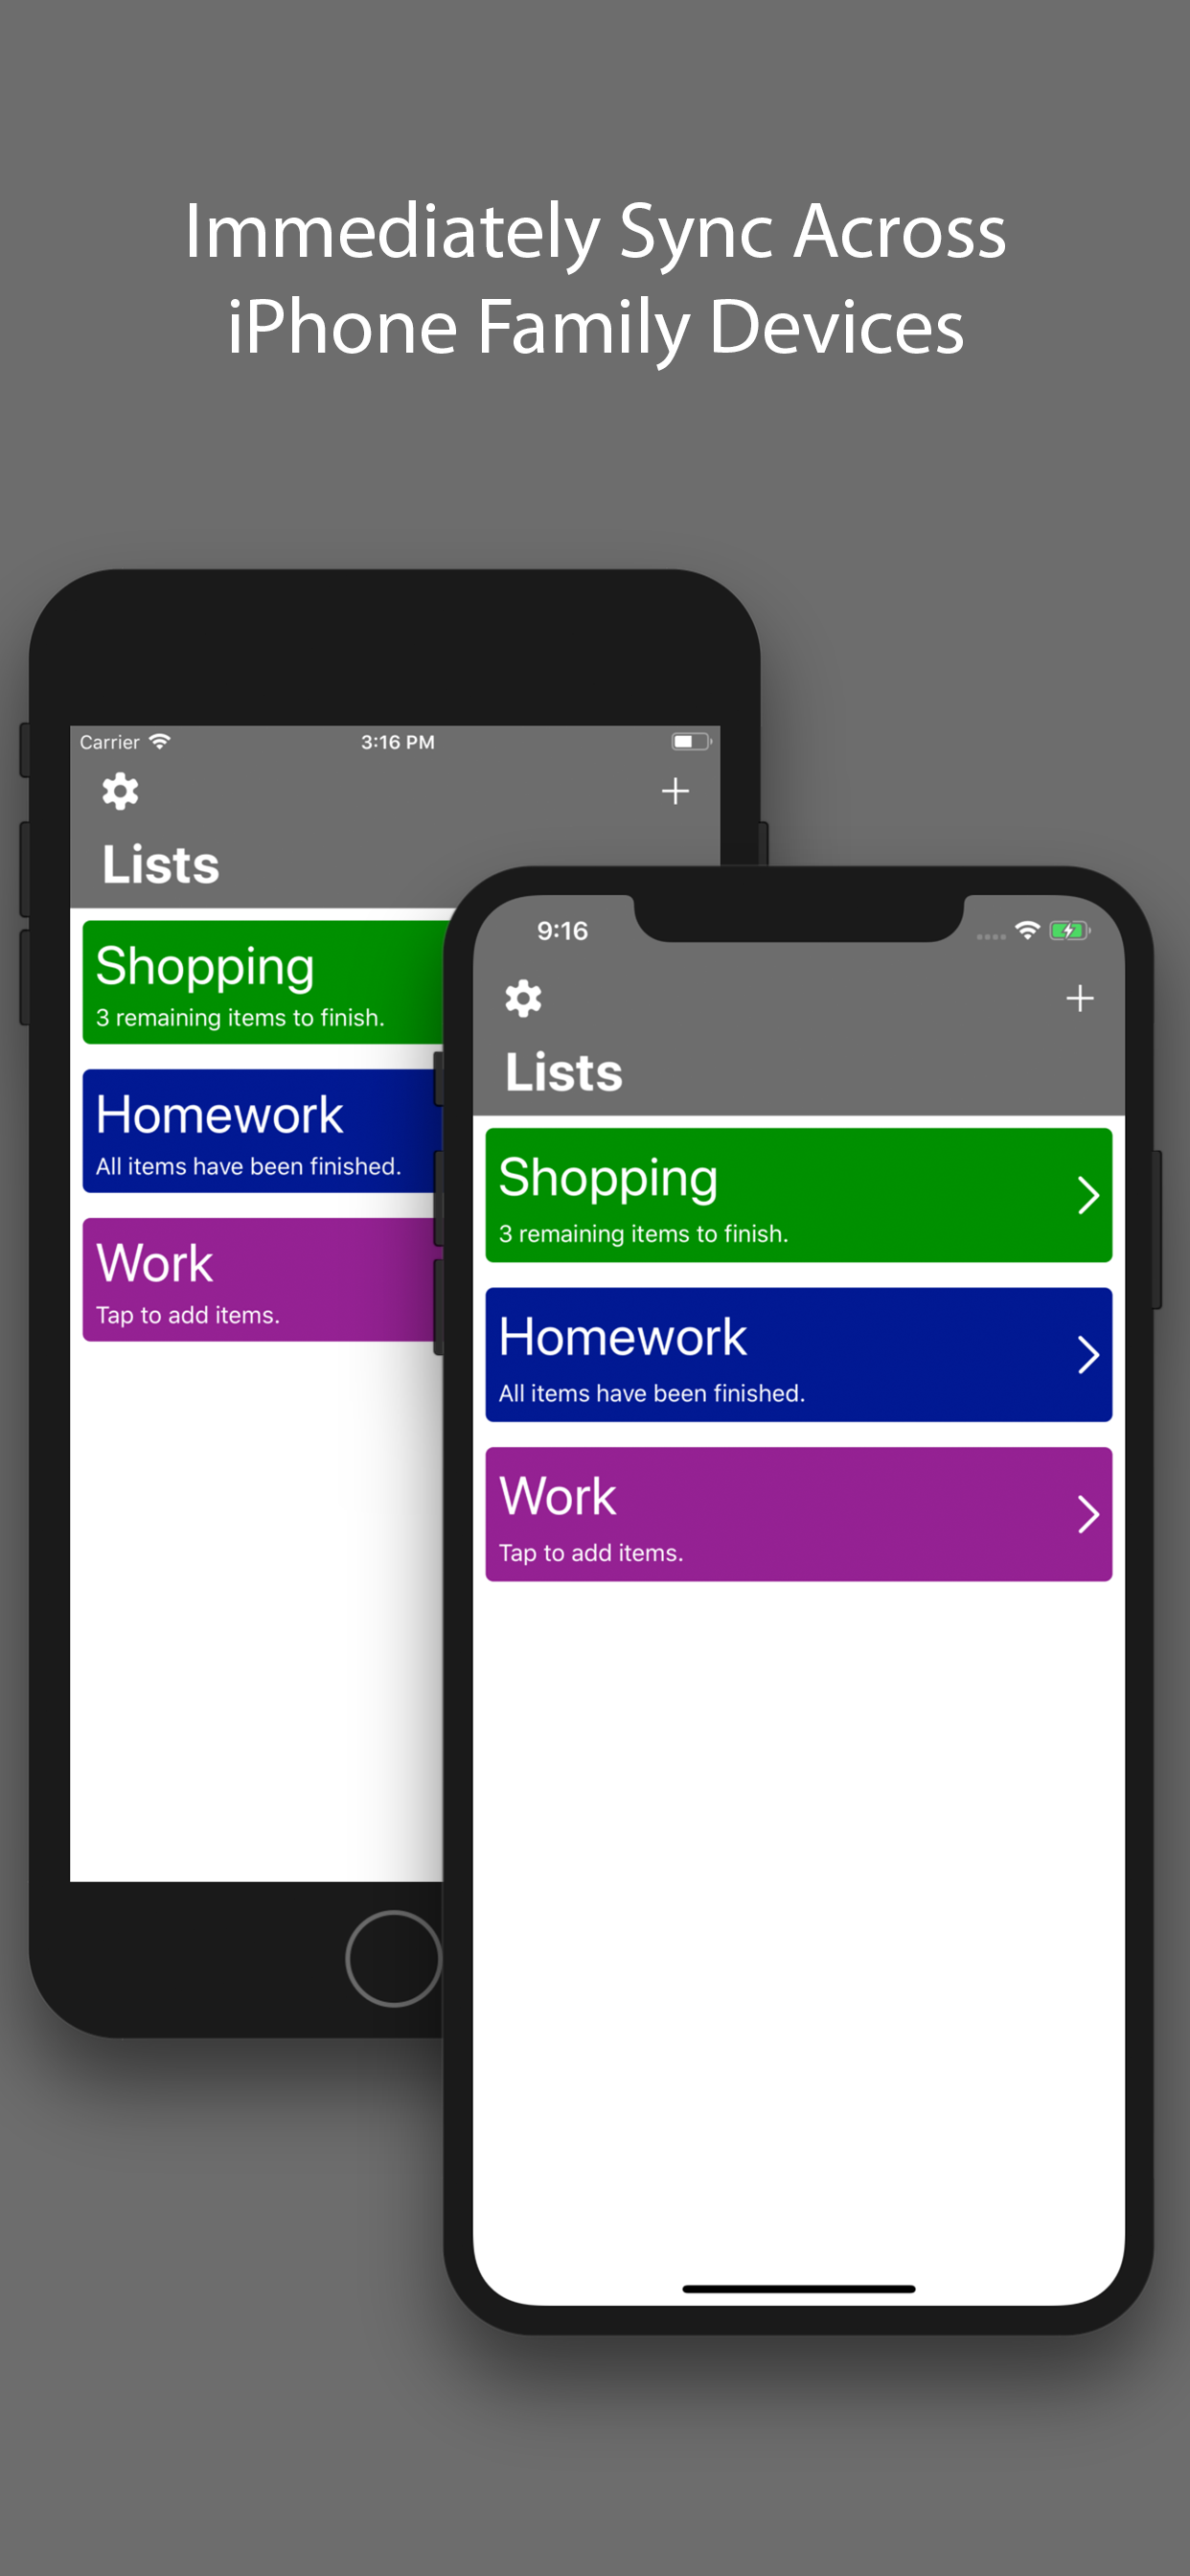 Immediately Sync Across
iPhone Family Devices
Carrier
3:16 PM
Lists
Shopping
3 remaining items to finish.
Homework
All items have been finished.
Work
Tap to add items.
9:16
Lists
Shopping
3 remaining items to finish.
Homework
All items have been finished.
Work
Tap to add items.